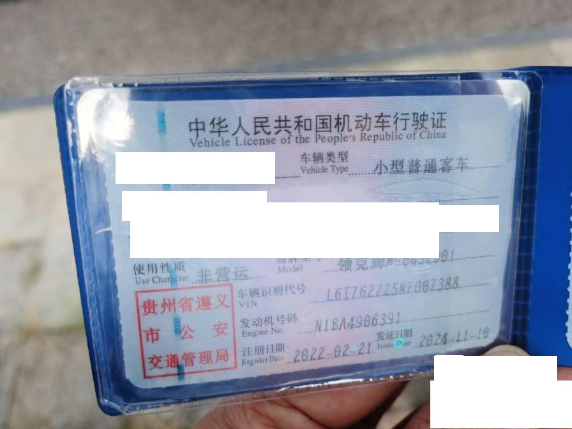 中华人民共和国机动车行驶证
Vehicle License of the People's Republic of China
车辆类型 小型普通客车
Vehicle Type
使用性质 非营运
Use Character
Model 领克牌
贵州省遵义
市 公 安
交通管理局
车辆识别代号
VIN
发动机号码 N1BA4906391
Engine No.
注册日期 2022-02-21 发证日期 2024-11-18
Register Date Issue Date